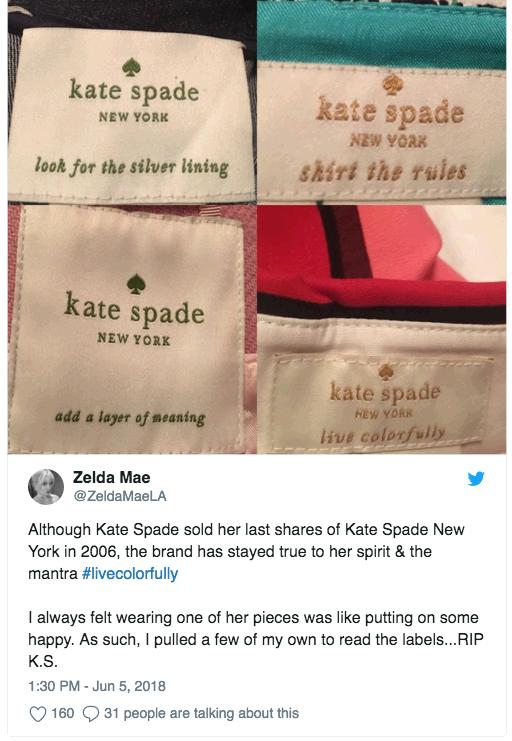 kate spade
NEW YORK
look for the silver lining
kate spade
NEW YORK
skirt the rules
kate spade
NEW YORK
add a layer of meaning
kate spade
NEW YORK
live colorfully
Zelda Mae
@ZeldaMaeLA
Although Kate Spade sold her last shares of Kate Spade New
York in 2006, the brand has stayed true to her spirit & the
mantra #livecolorfully
I always felt wearing one of her pieces was like putting on some
happy. As such, I pulled a few of my own to read the labels...RIP
K.S.
1:30 PM - Jun 5, 2018
160 31 people are talking about this